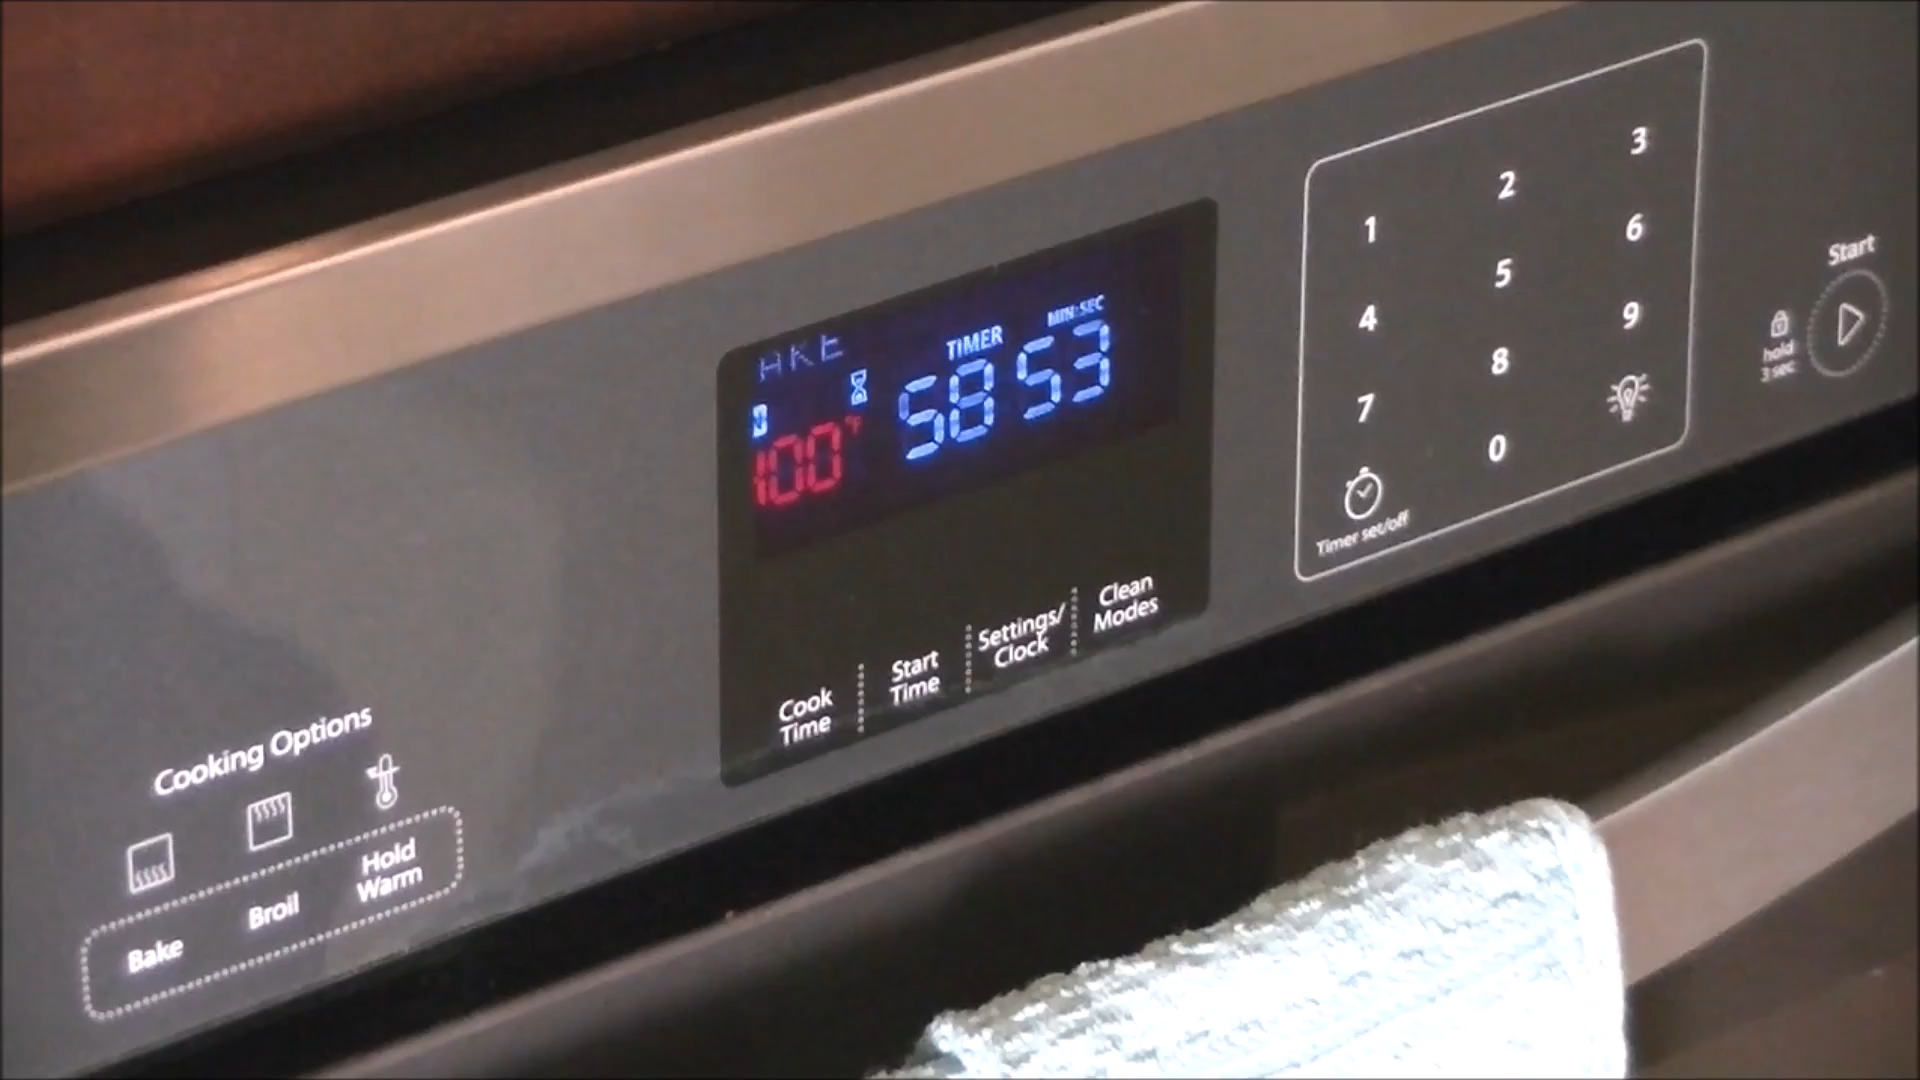 AKE
TIMER
MIN:SEC
100°F
58 53
Cook
Time
Start
Time
Settings/
Clock
Clean
Modes
Cooking Options
Bake
Broil
Hold
Warm
1
2
3
4
5
6
7
8
9
0
Timer set/off
Start
hold
3 sec